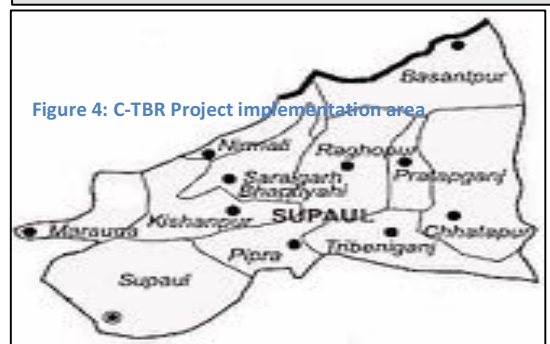 Basantpur
Figure 4: C-TBR Project implementation area
Nirmali
Raghopur
Pratapganj
Saraigarh
Bhaptiyahi
Kishanpur
SUPAUL
Marauna
Chhatapur
Pipra
Tribeniganj
Supaul